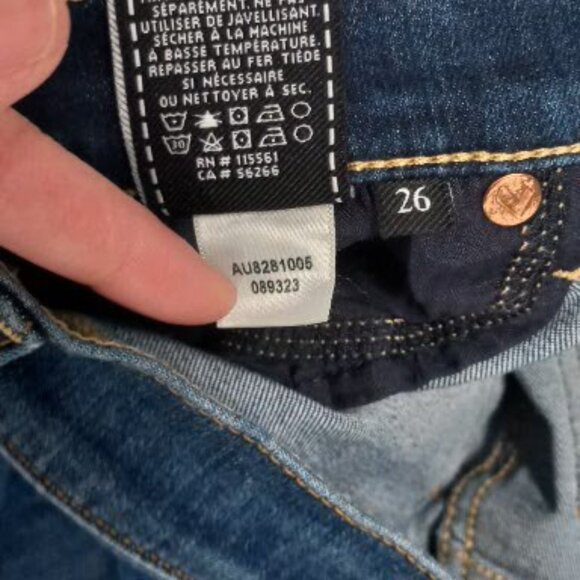 SÉPARÉMENT. NE PAS
UTILISER DE JAVELLISANT.
SÉCHER À LA MACHINE
À BASSE TEMPÉRATURE.
REPASSER AU FER TIÈDE
SI NÉCESSAIRE
OU NETTOYER À SEC.
30
RN # 115561
CA # 56266
26
AU8281005
089323